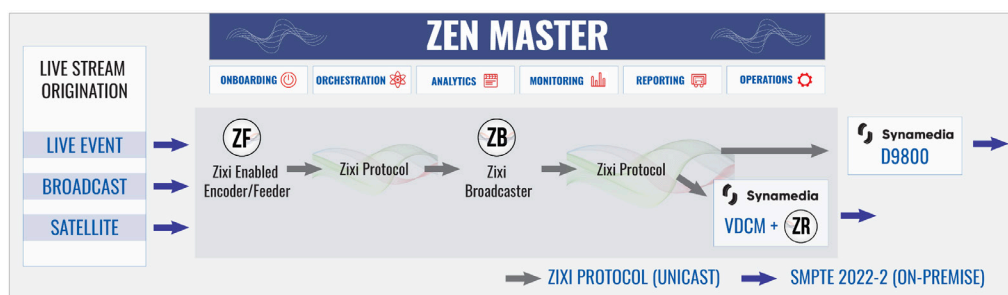 ZEN MASTER
ONBOARDING
ORCHESTRATION
ANALYTICS
MONITORING
REPORTING
OPERATIONS
LIVE STREAM
ORIGINATION
LIVE EVENT
BROADCAST
SATELLITE
ZF
Zixi Enabled
Encoder/Feeder
Zixi Protocol
ZB
Zixi
Broadcaster
Zixi Protocol
Synamedia
D9800
Synamedia
VDCM + ZR
ZIXI PROTOCOL (UNICAST)
SMPTE 2022-2 (ON-PREMISE)